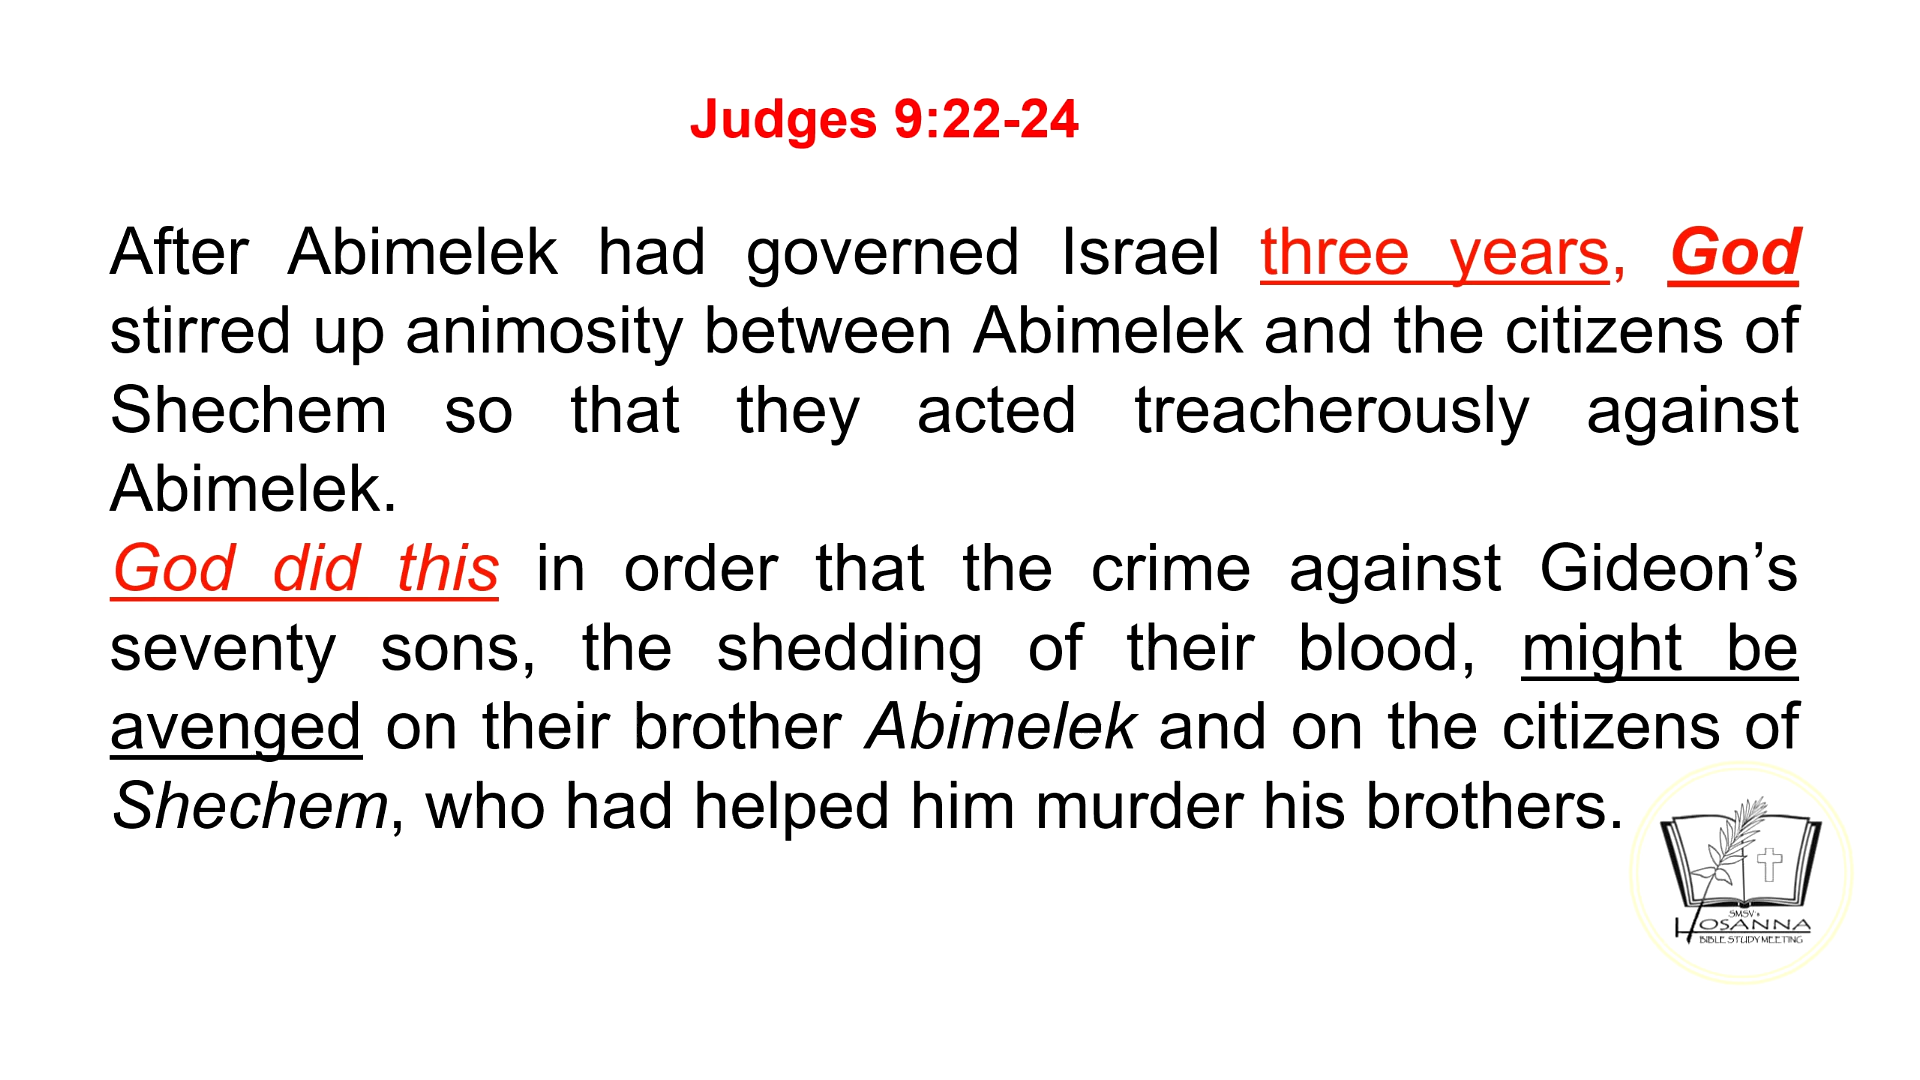 Judges 9:22-24
After Abimelek had governed Israel three years, God
stirred up animosity between Abimelek and the citizens of
Shechem so that they acted treacherously against
Abimelek.
God did this in order that the crime against Gideon’s
seventy sons, the shedding of their blood, might be
avenged on their brother Abimelek and on the citizens of
Shechem, who had helped him murder his brothers.
SMSV's
HOSANNA
BIBLE STUDY MEETING